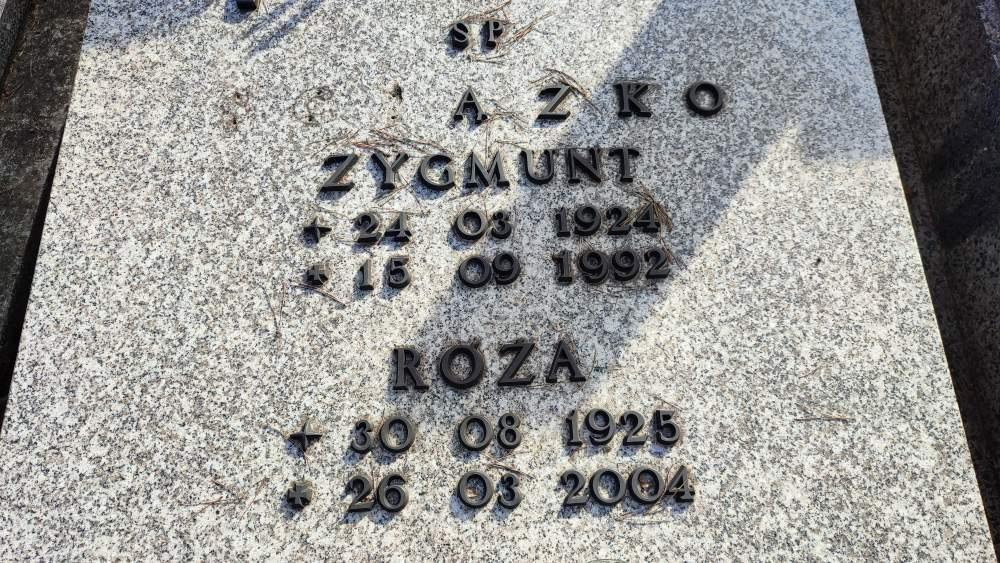 SP
A Z K O
ZYGMUNT
✦ 24 03 1924
+ 15 09 1992
ROZA
✦ 30 08 1925
+ 26 03 2004